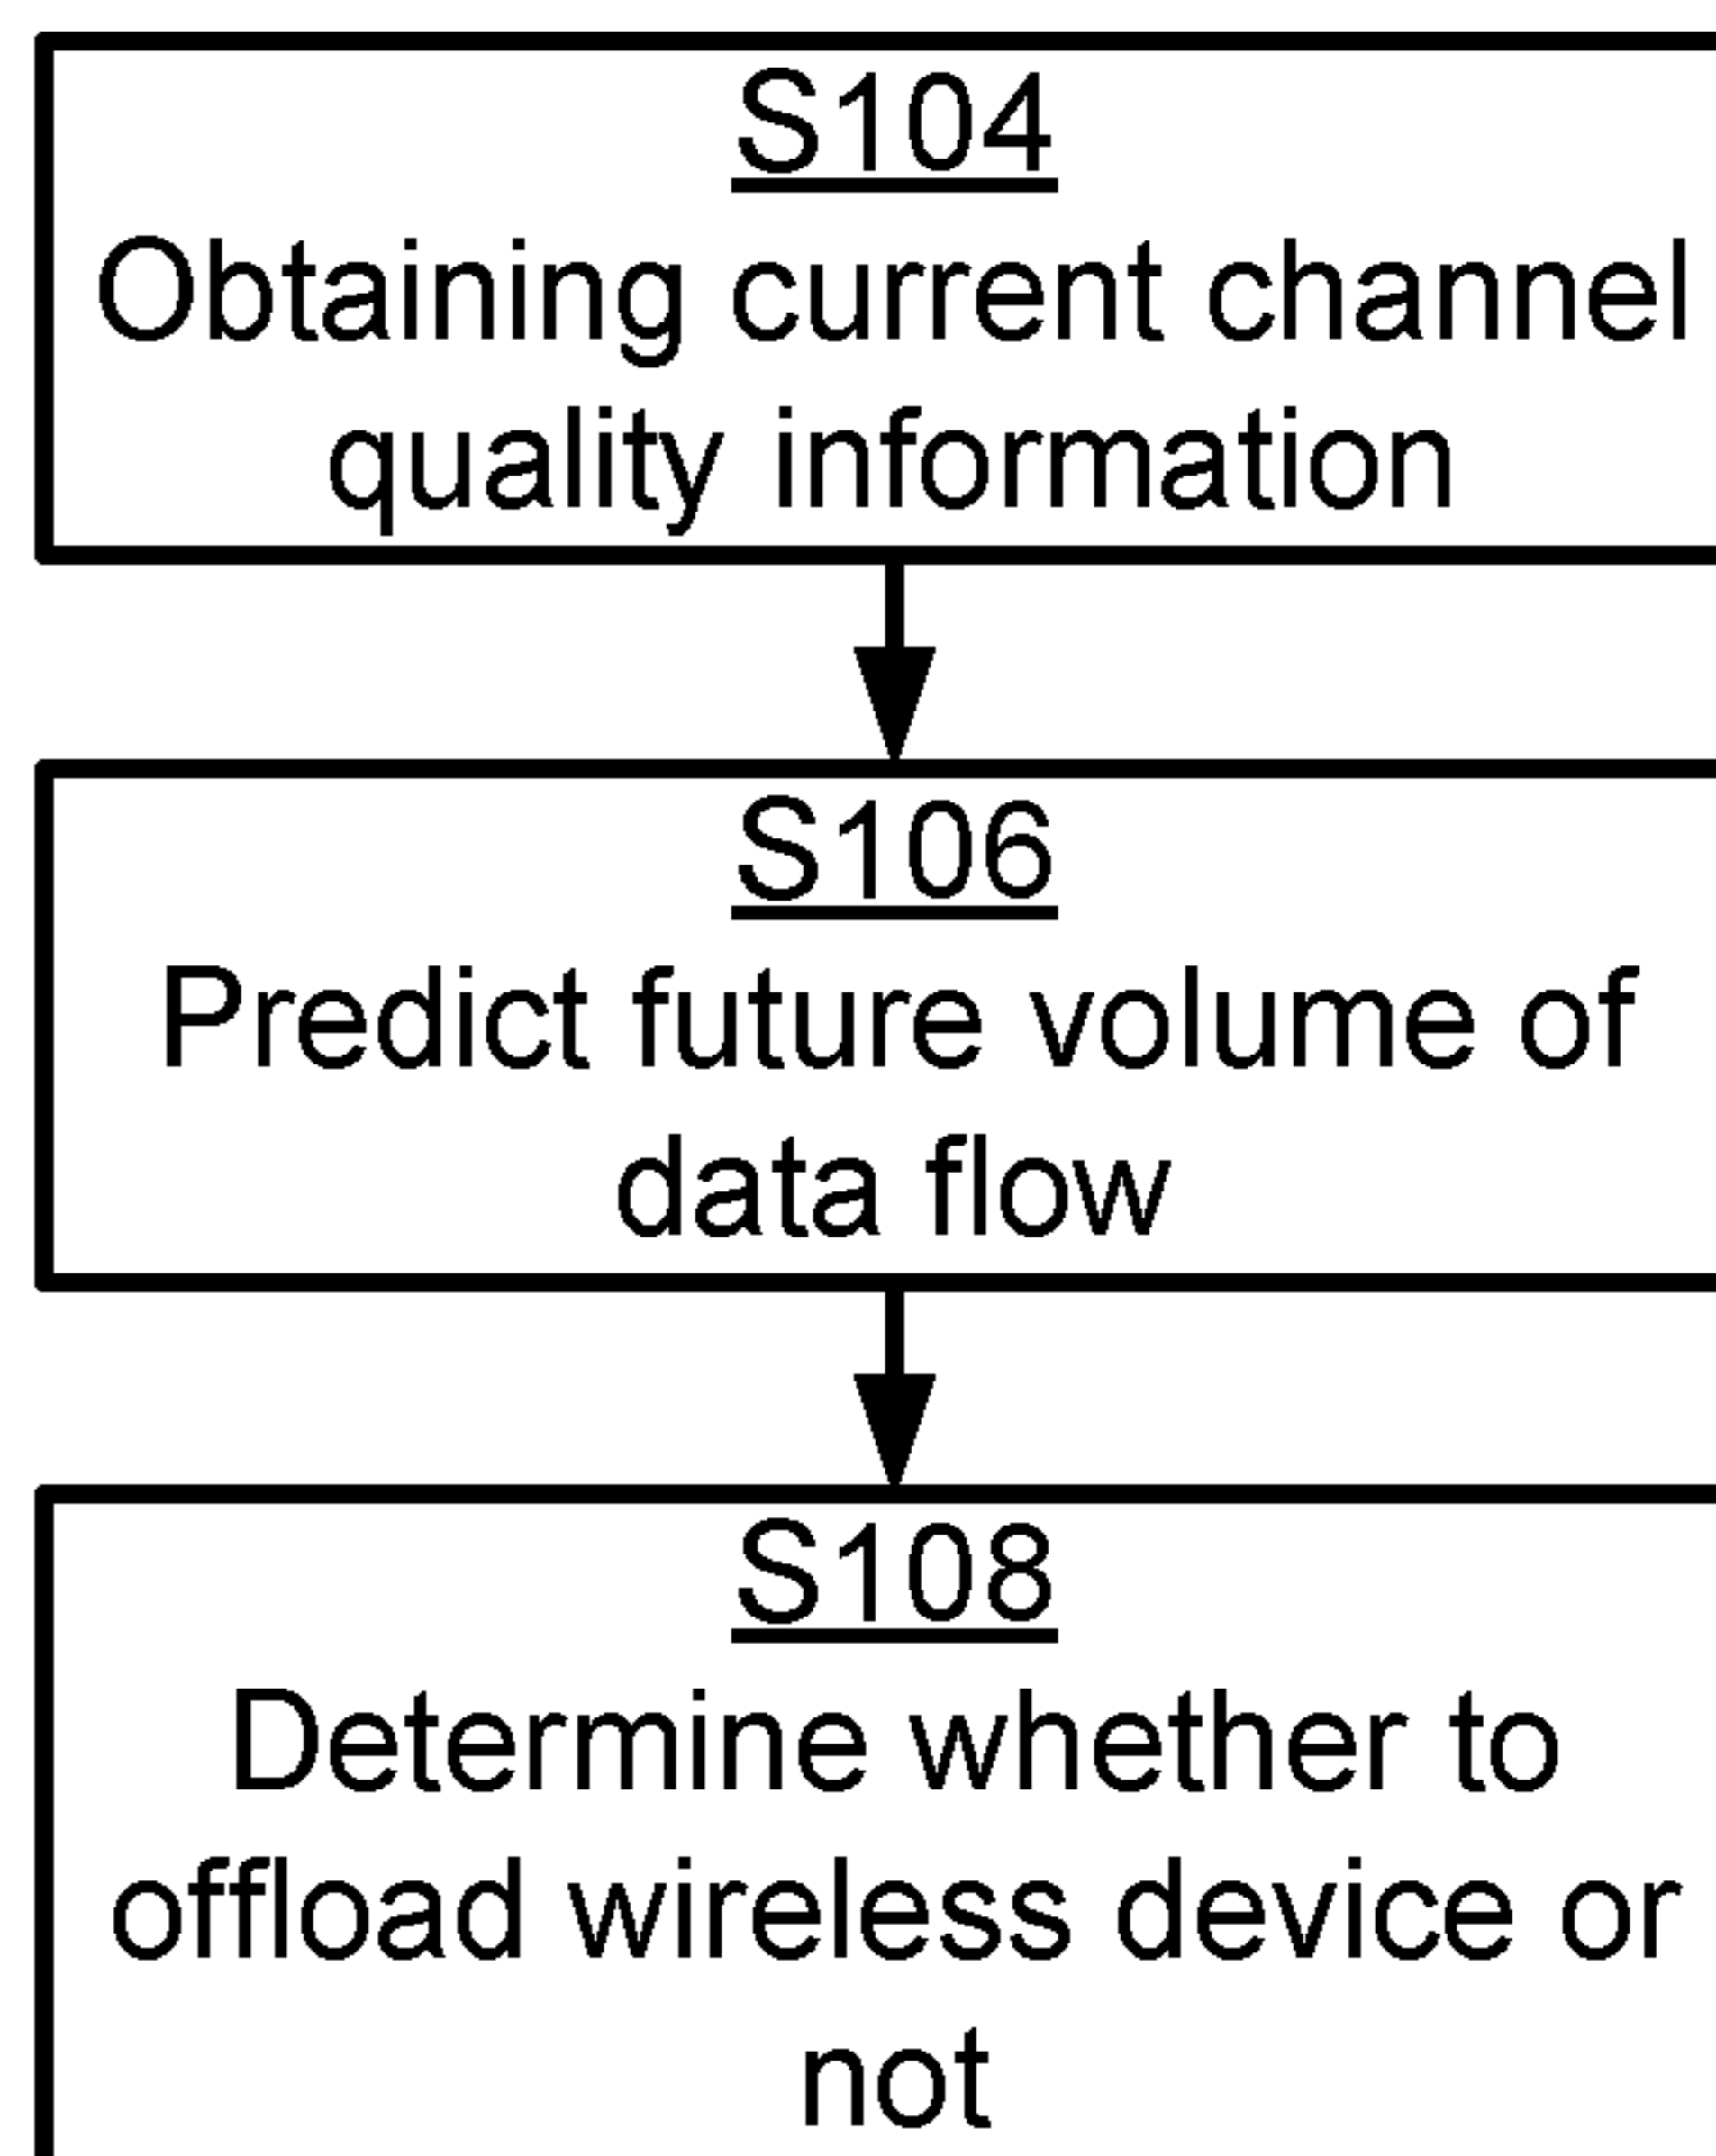 S104
Obtaining current channel
quality information
S106
Predict future volume of
data flow
S108
Determine whether to
offload wireless device or
not